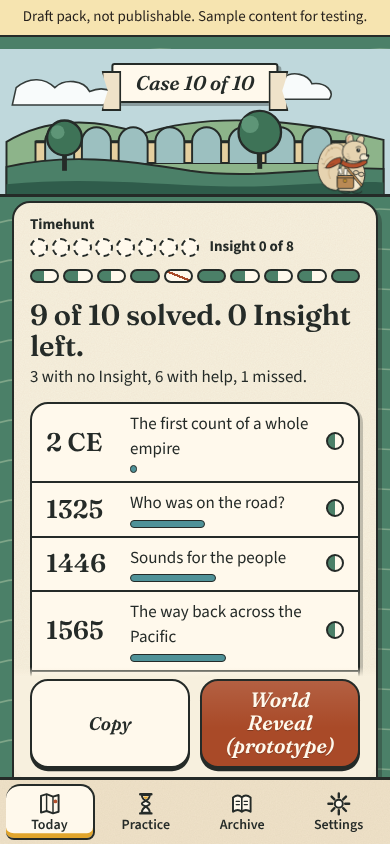 Draft pack, not publishable. Sample content for testing.
Case 10 of 10
Timehunt
Insight 0 of 8
9 of 10 solved. 0 Insight
left.
3 with no Insight, 6 with help, 1 missed.
2 CE
The first count of a whole
empire
1325
Who was on the road?
1446
Sounds for the people
1565
The way back across the
Pacific
Copy
World
Reveal
(prototype)
Today
Practice
Archive
Settings